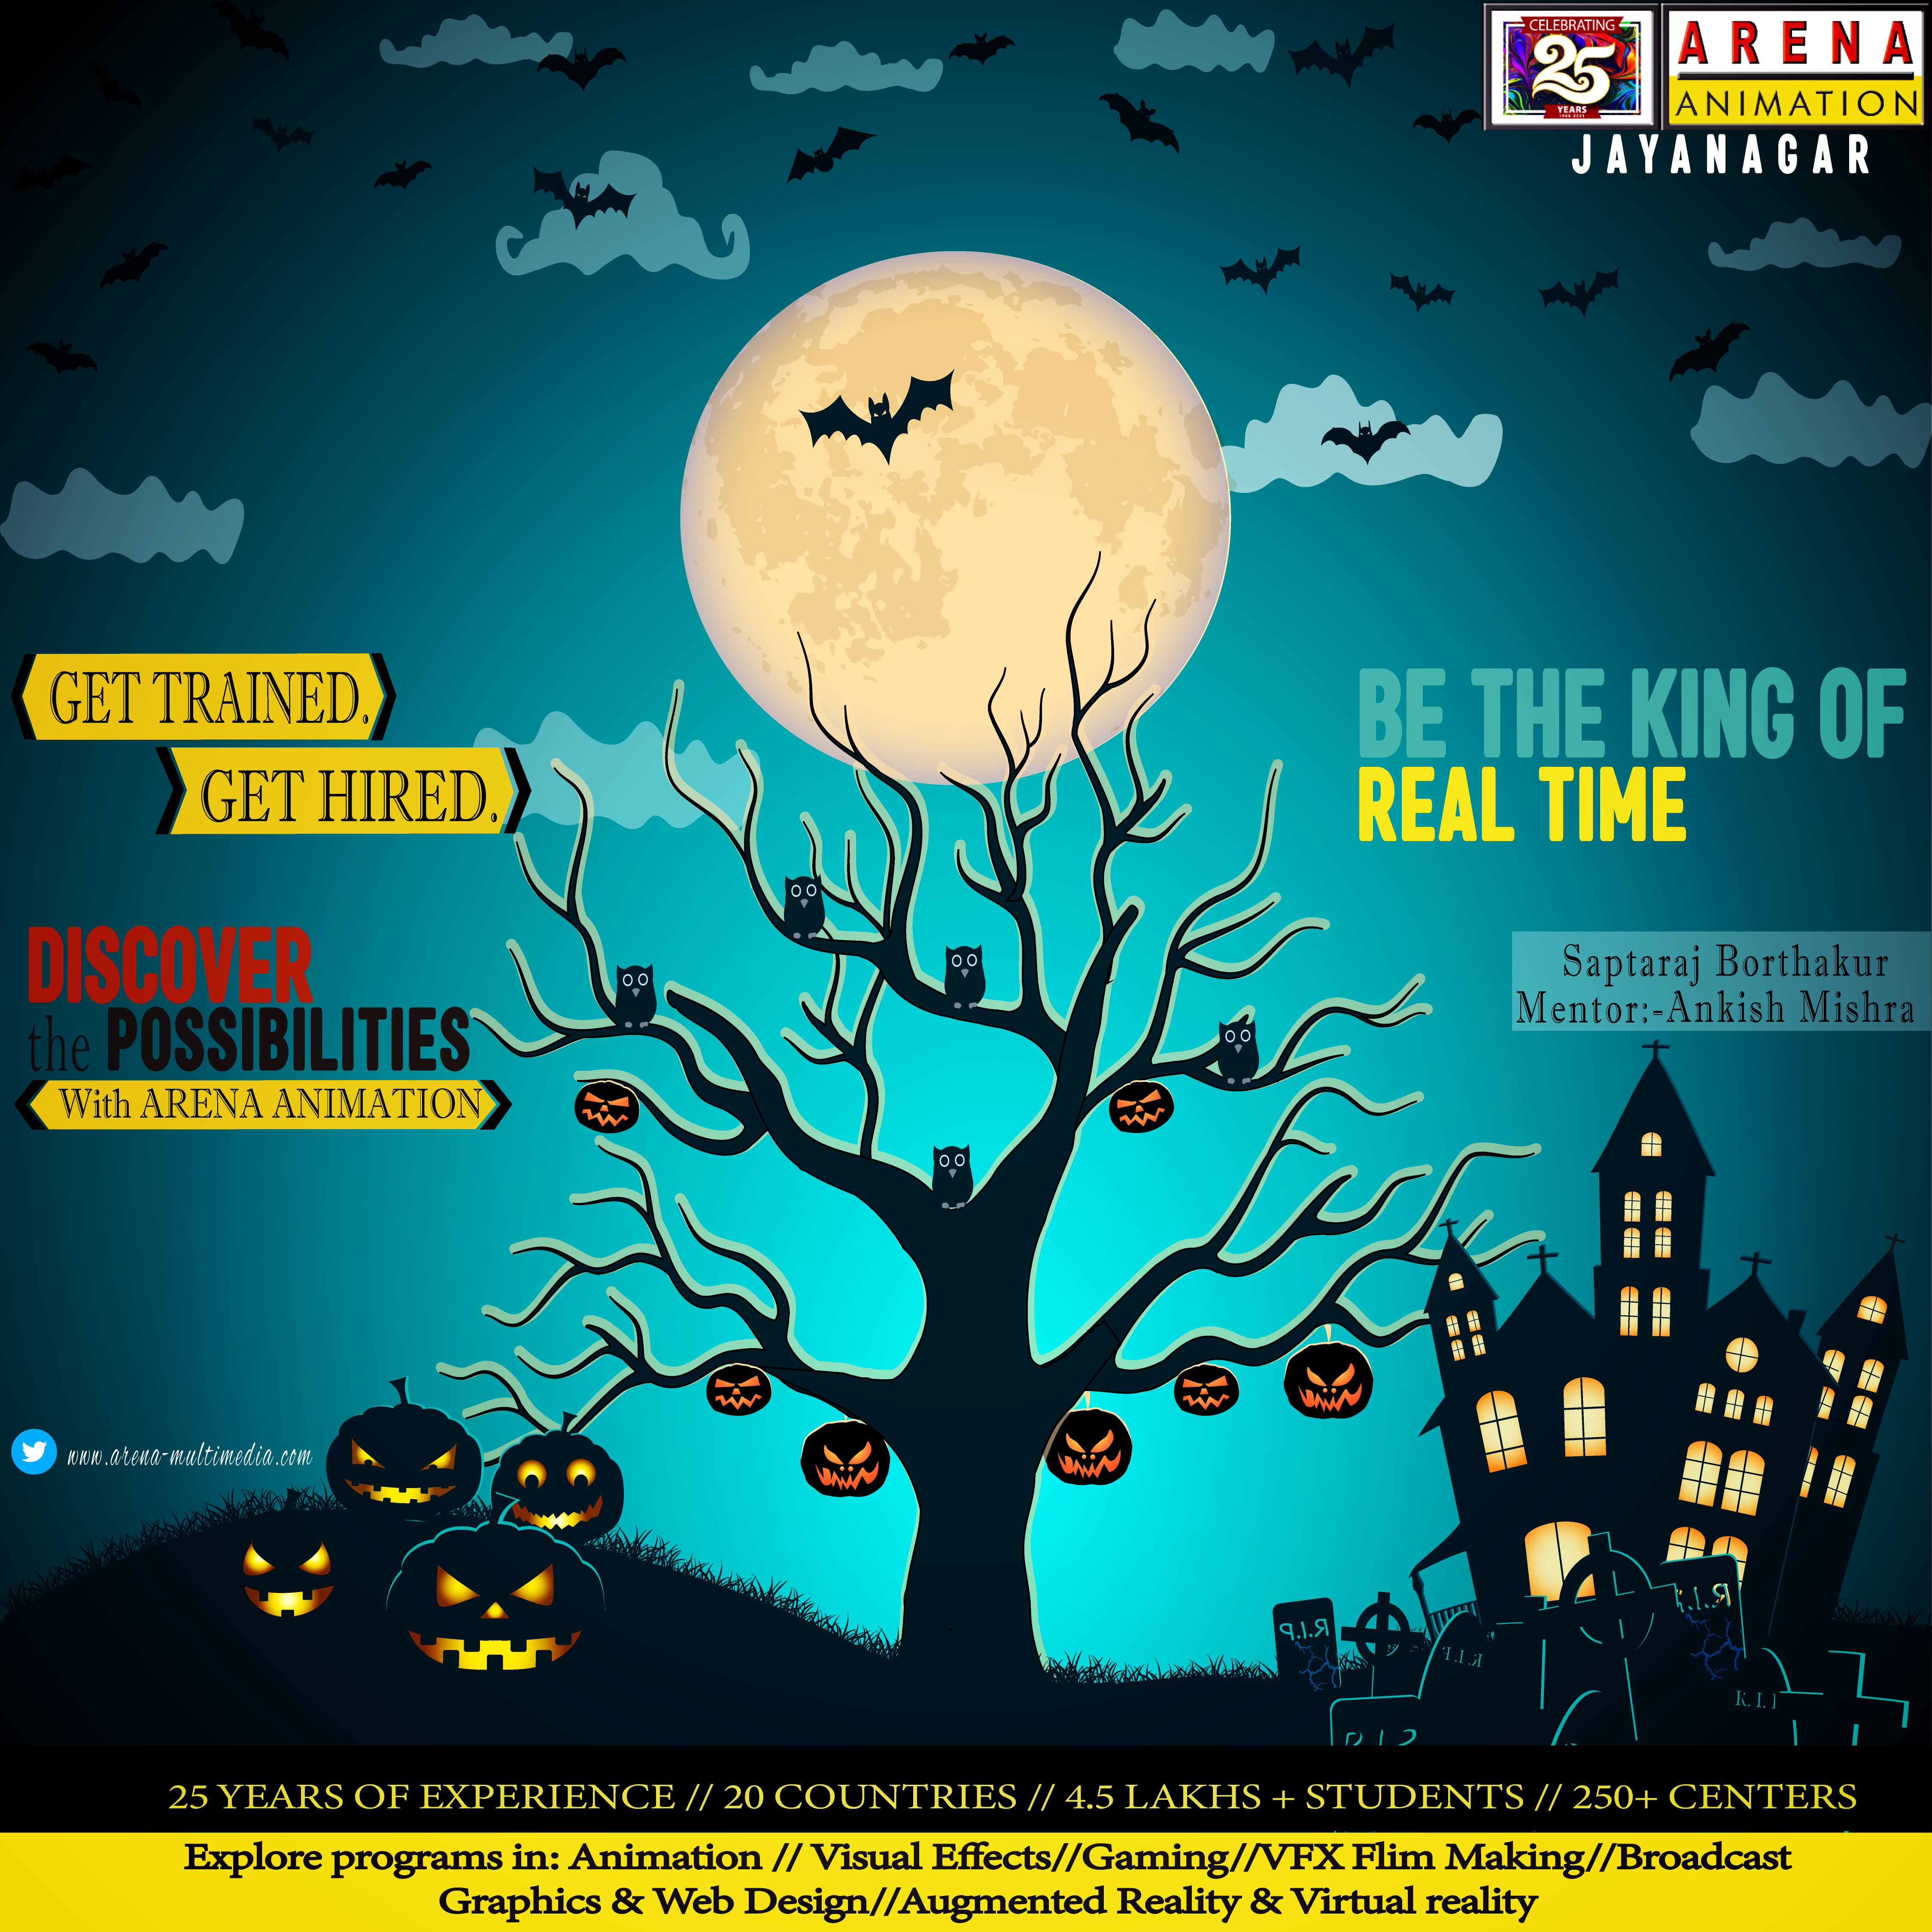 CELEBRATING
25
YEARS
1996-2021
ARENA
ANIMATION
JAYANAGAR
GET TRAINED.
GET HIRED.
BE THE KING OF
REAL TIME
DISCOVER
the POSSIBILITIES
With ARENA ANIMATION
Saptaraj Borthakur
Mentor:-Ankish Mishra
www.arena-multimedia.com
R.I.P
R.I.P
R.I.P
R.I.P
25 YEARS OF EXPERIENCE // 20 COUNTRIES // 4.5 LAKHS + STUDENTS // 250+ CENTERS
Explore programs in: Animation // Visual Effects//Gaming//VFX Flim Making//Broadcast
Graphics & Web Design//Augmented Reality & Virtual reality